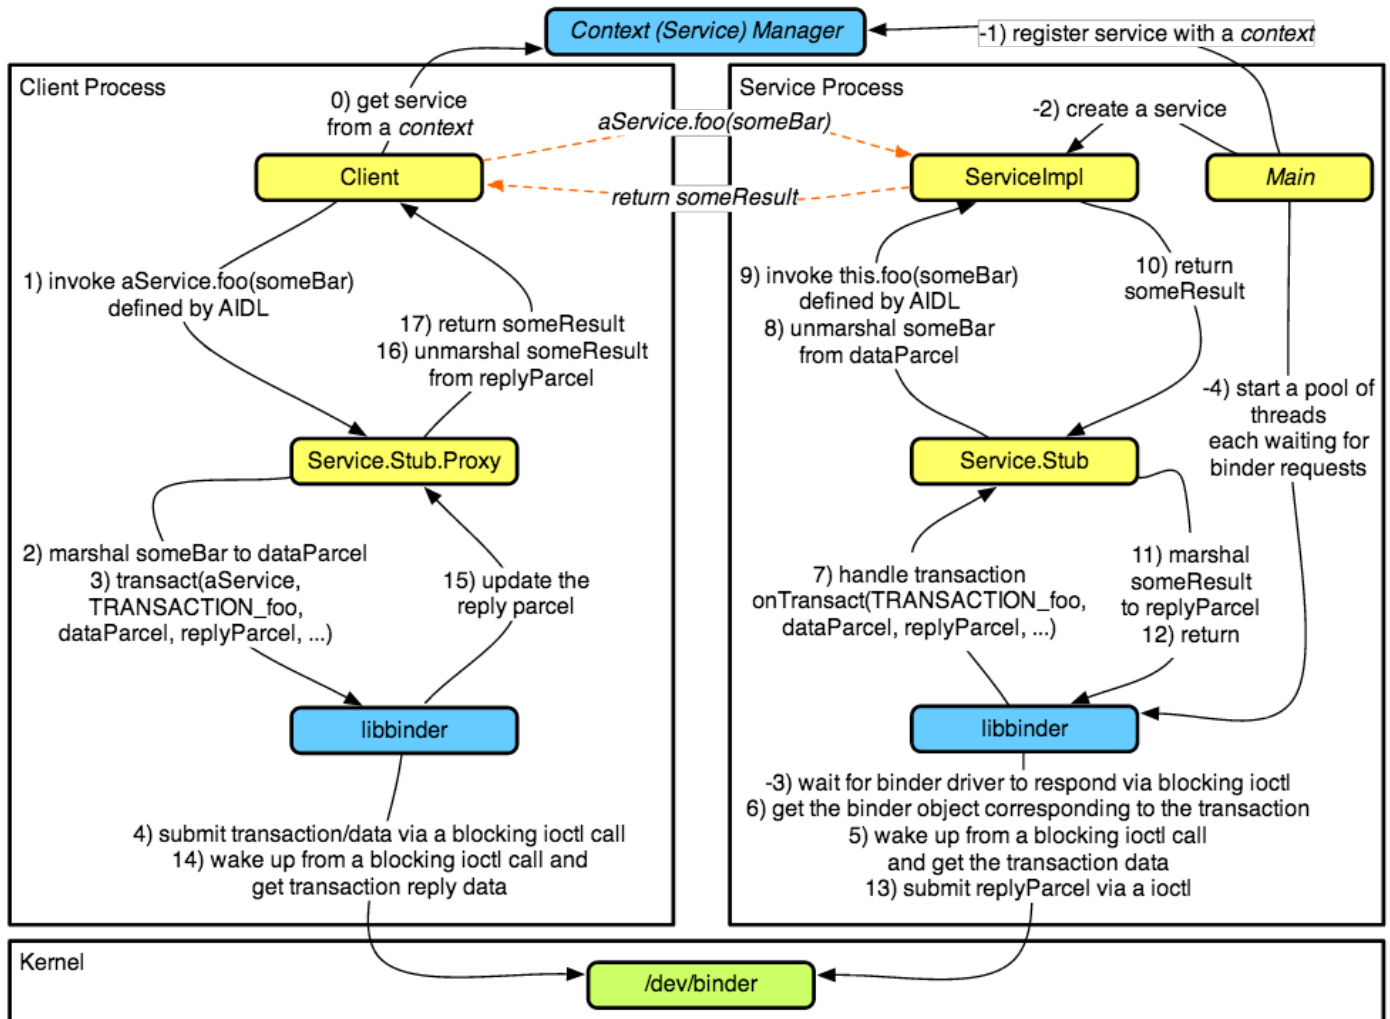 Context (Service) Manager
-1) register service with a context
Client Process
0) get service
from a context
aService.foo(someBar)
Service Process
-2) create a service
Client
return someResult
ServiceImpl
Main
1) invoke aService.foo(someBar)
defined by AIDL
17) return someResult
16) unmarshal someResult
from replyParcel
9) invoke this.foo(someBar)
defined by AIDL
8) unmarshal someBar
from dataParcel
10) return
someResult
-4) start a pool of
threads
each waiting for
binder requests
Service.Stub.Proxy
Service.Stub
2) marshal someBar to dataParcel
3) transact(aService,
TRANSACTION_foo,
dataParcel, replyParcel, ...)
15) update the
reply parcel
7) handle transaction
onTransact(TRANSACTION_foo,
dataParcel, replyParcel, ...)
11) marshal
someResult
to replyParcel
12) return
libbinder
libbinder
4) submit transaction/data via a blocking ioctl call
14) wake up from a blocking ioctl call and
get transaction reply data
-3) wait for binder driver to respond via blocking ioctl
6) get the binder object corresponding to the transaction
5) wake up from a blocking ioctl call
and get the transaction data
13) submit replyParcel via a ioctl
Kernel
/dev/binder